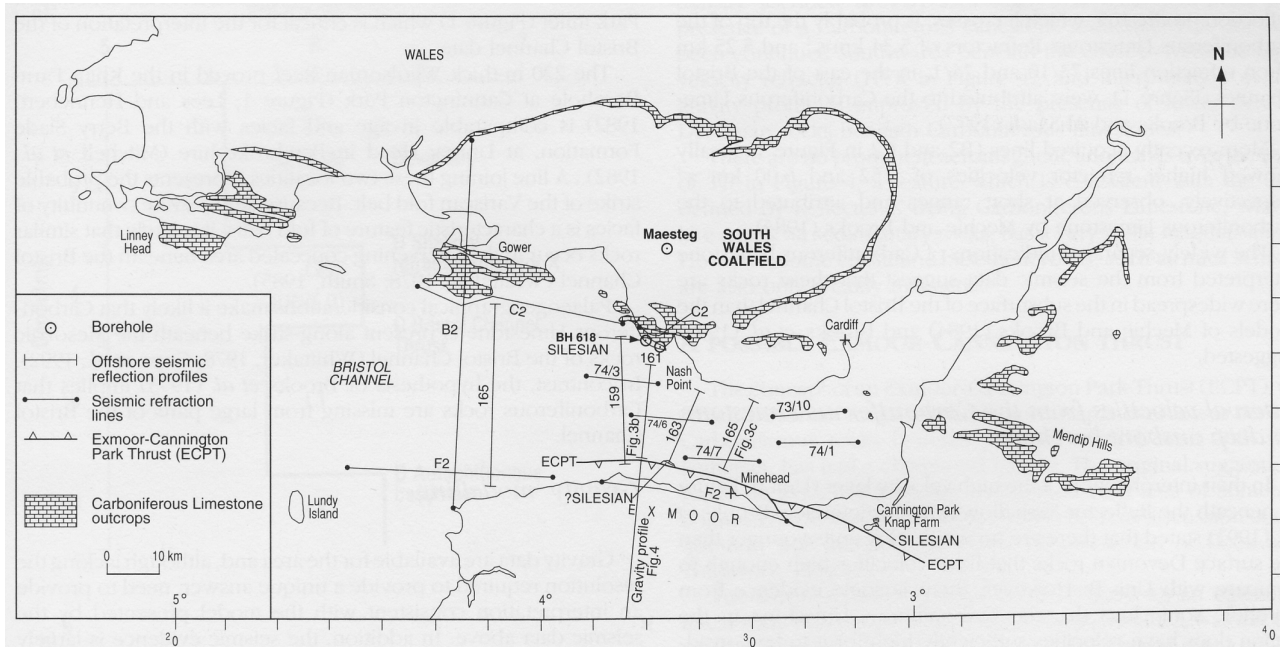 WALES
N
Linney
Head
Gower
Maesteg
SOUTH
WALES
COALFIELD
B2
C2
C2
Cardiff
Borehole
Offshore seismic
reflection profiles
Seismic refraction
lines
Exmoor-Cannington
Park Thrust (ECPT)
Carboniferous Limestone
outcrops
BRISTOL
CHANNEL
BH 618
SILESIAN
161
Nash
Point
74/3
165
159
Fig.3b
74/6
163
165
Fig.3c
73/10
74/7
74/1
Mendip Hills
F2
ECPT
Minehead
?SILESIAN
F2
EXMOOR
Cannington Park
Knap Farm
SILESIAN
ECPT
Lundy
Island
0 10 km
Gravity profile
Fig.4
5°
3°
20
30
40